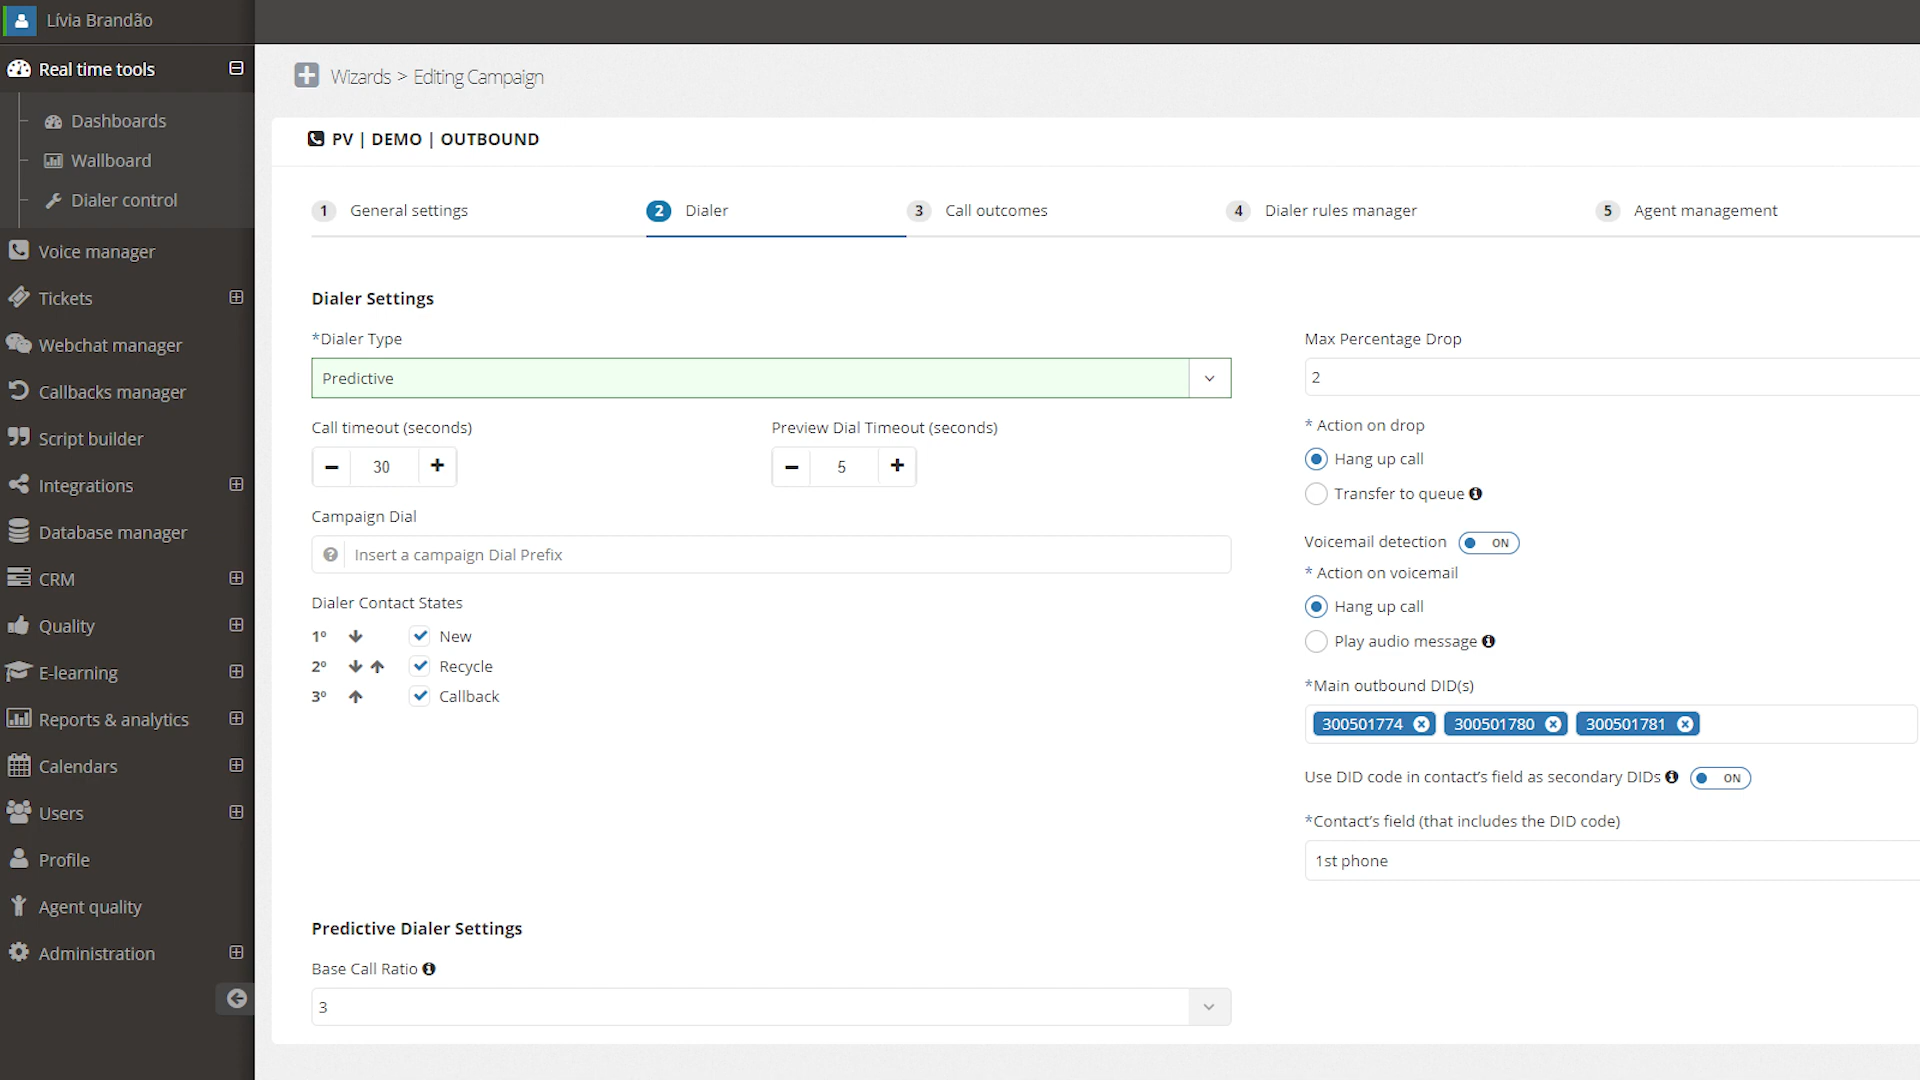 Lívia Brandão
Real time tools
Dashboards
Wallboard
Dialer control
Voice manager
Tickets
Webchat manager
Callbacks manager
Script builder
Integrations
Database manager
CRM
Quality
E-learning
Reports & analytics
Calendars
Users
Profile
Agent quality
Administration
Wizards > Editing Campaign
PV | DEMO | OUTBOUND
1 General settings
2 Dialer
3 Call outcomes
4 Dialer rules manager
5 Agent management
Dialer Settings
*Dialer Type
Predictive
Call timeout (seconds)
30
Preview Dial Timeout (seconds)
5
Campaign Dial
Insert a campaign Dial Prefix
Dialer Contact States
1º New
2º Recycle
3º Callback
Max Percentage Drop
2
* Action on drop
Hang up call
Transfer to queue
Voicemail detection ON
* Action on voicemail
Hang up call
Play audio message
*Main outbound DID(s)
300501774 300501780 300501781
Use DID code in contact's field as secondary DIDs ON
*Contact's field (that includes the DID code)
1st phone
Predictive Dialer Settings
Base Call Ratio
3